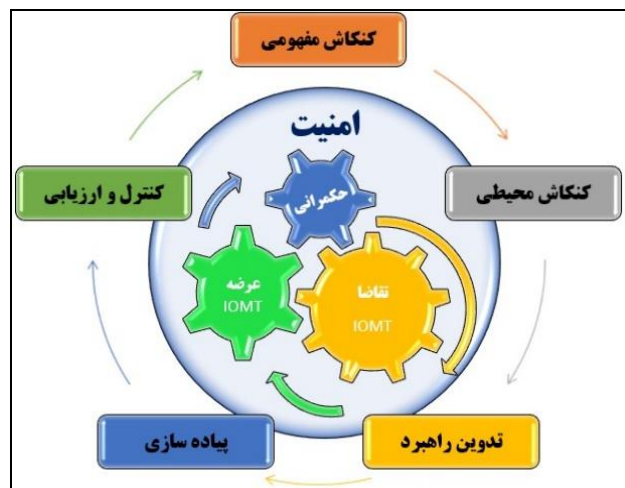 کنکاش مفهومی
امنیت
حکمرانی
کنترل و ارزیابی
کنکاش محیطی
عرضه
IOMT
تقاضا
IOMT
پیاده سازی
تدوین راهبرد